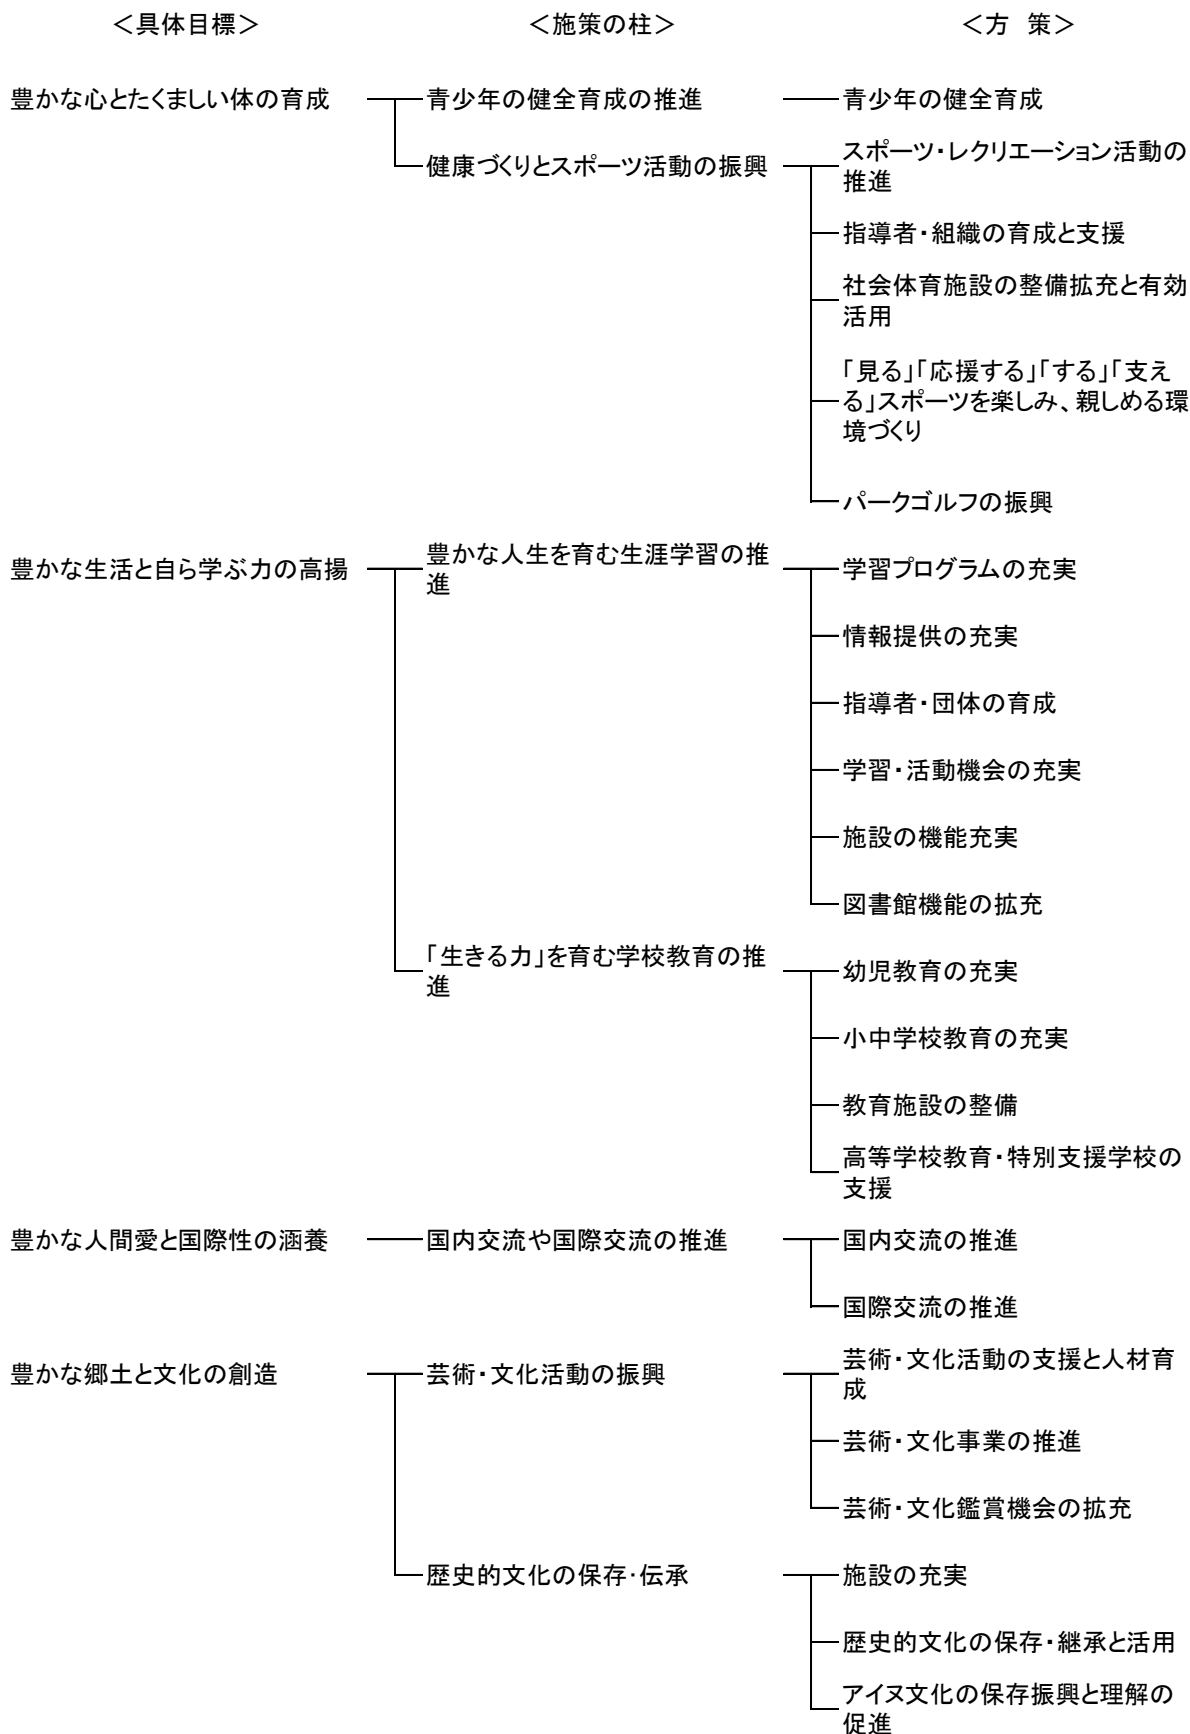 ＜具体目標＞
＜施策の柱＞
＜方　策＞
豊かな心とたくましい体の育成
青少年の健全育成の推進
青少年の健全育成
健康づくりとスポーツ活動の振興
スポーツ・レクリエーション活動の
推進
指導者・組織の育成と支援
社会体育施設の整備拡充と有効
活用
「見る」「応援する」「する」「支え
る」スポーツを楽しみ、親しめる環
境づくり
パークゴルフの振興
豊かな生活と自ら学ぶ力の高揚
豊かな人生を育む生涯学習の推
進
学習プログラムの充実
情報提供の充実
指導者・団体の育成
学習・活動機会の充実
施設の機能充実
図書館機能の拡充
「生きる力」を育む学校教育の推
進
幼児教育の充実
小中学校教育の充実
教育施設の整備
高等学校教育・特別支援学校の
支援
豊かな人間愛と国際性の涵養
国内交流や国際交流の推進
国内交流の推進
国際交流の推進
豊かな郷土と文化の創造
芸術・文化活動の振興
芸術・文化活動の支援と人材育
成
芸術・文化事業の推進
芸術・文化鑑賞機会の拡充
歴史的文化の保存・伝承
施設の充実
歴史的文化の保存・継承と活用
アイヌ文化の保存振興と理解の
促進